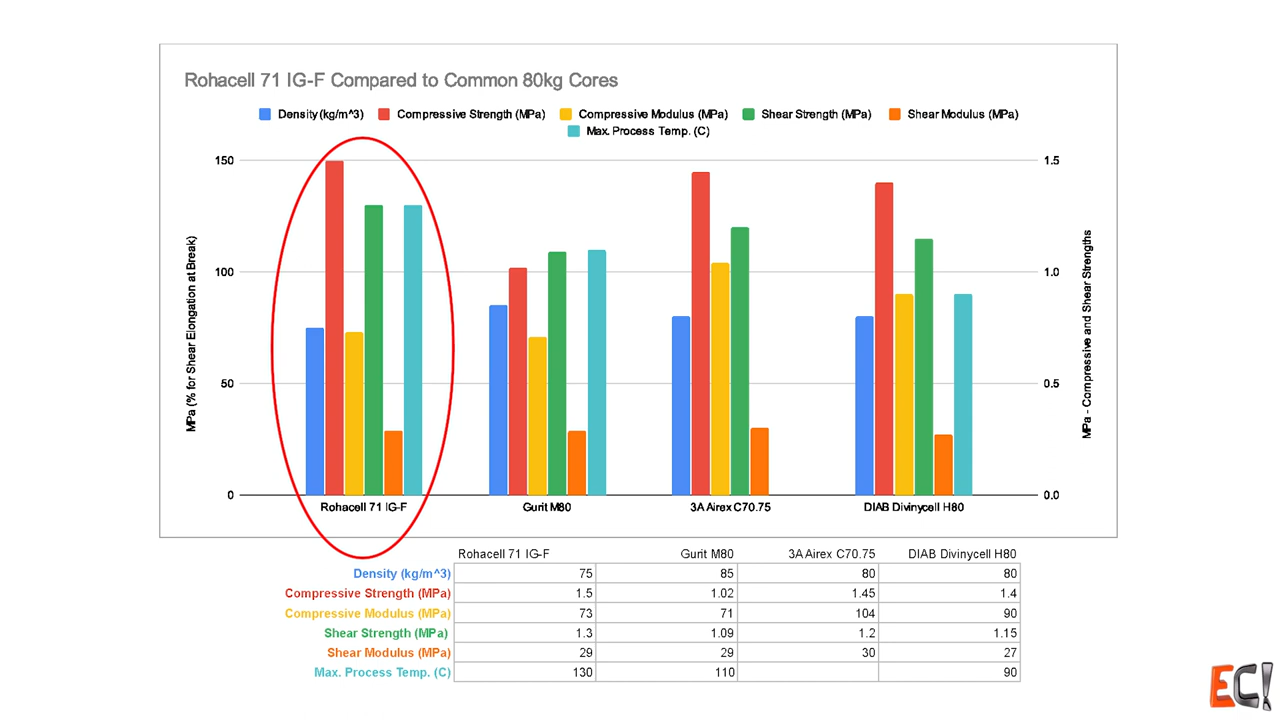 Rohacell 71 IG-F Compared to Common 80kg Cores
Density (kg/m^3) Compressive Strength (MPa) Compressive Modulus (MPa) Shear Strength (MPa) Shear Modulus (MPa)
Max. Process Temp. (C)
150 1.5
100 1.0
50 0.5
0 0.0
MPa (% for Shear Elongation at Break)
MPa - Compressive and Shear Strengths
Rohacell 71 IG-F Gurit M80 3A Airex C70.75 DIAB Divinycell H80
Rohacell 71 IG-F Gurit M80 3A Airex C70.75 DIAB Divinycell H80
Density (kg/m^3) 75 85 80 80
Compressive Strength (MPa) 1.5 1.02 1.45 1.4
Compressive Modulus (MPa) 73 71 104 90
Shear Strength (MPa) 1.3 1.09 1.2 1.15
Shear Modulus (MPa) 29 29 30 27
Max. Process Temp. (C) 130 110 90
EC!